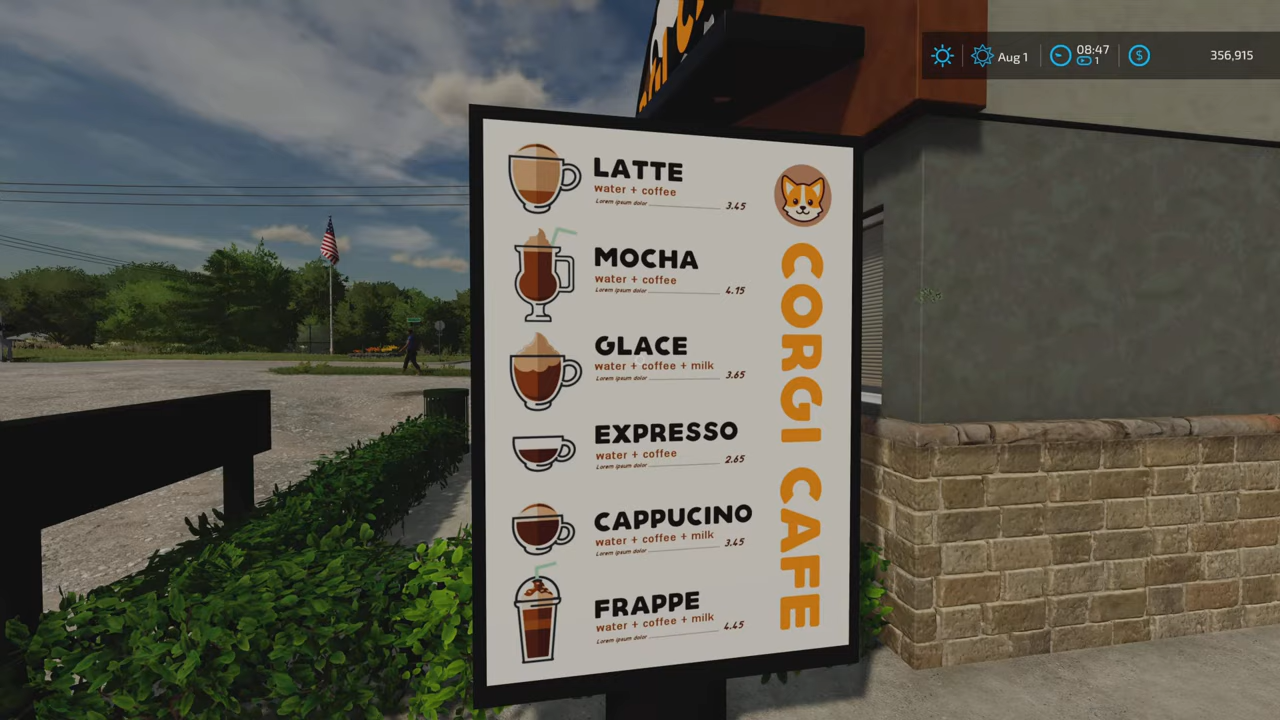 Aug 1
08:47
1
$
356,915
LATTE
water + coffee
Lorem ipsum dolor 3.45
MOCHA
water + coffee
Lorem ipsum dolor 4.15
GLACE
water + coffee + milk
Lorem ipsum dolor 3.65
EXPRESSO
water + coffee
Lorem ipsum dolor 2.65
CAPPUCINO
water + coffee + milk
Lorem ipsum dolor 3.45
FRAPPE
water + coffee + milk
Lorem ipsum dolor 4.45
CORGI CAFE